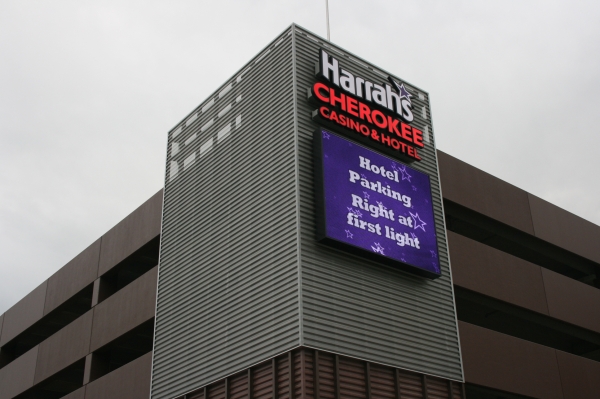 Harrah's
CHEROKEE
CASINO & HOTEL
Hotel
Parking
Right at
first light